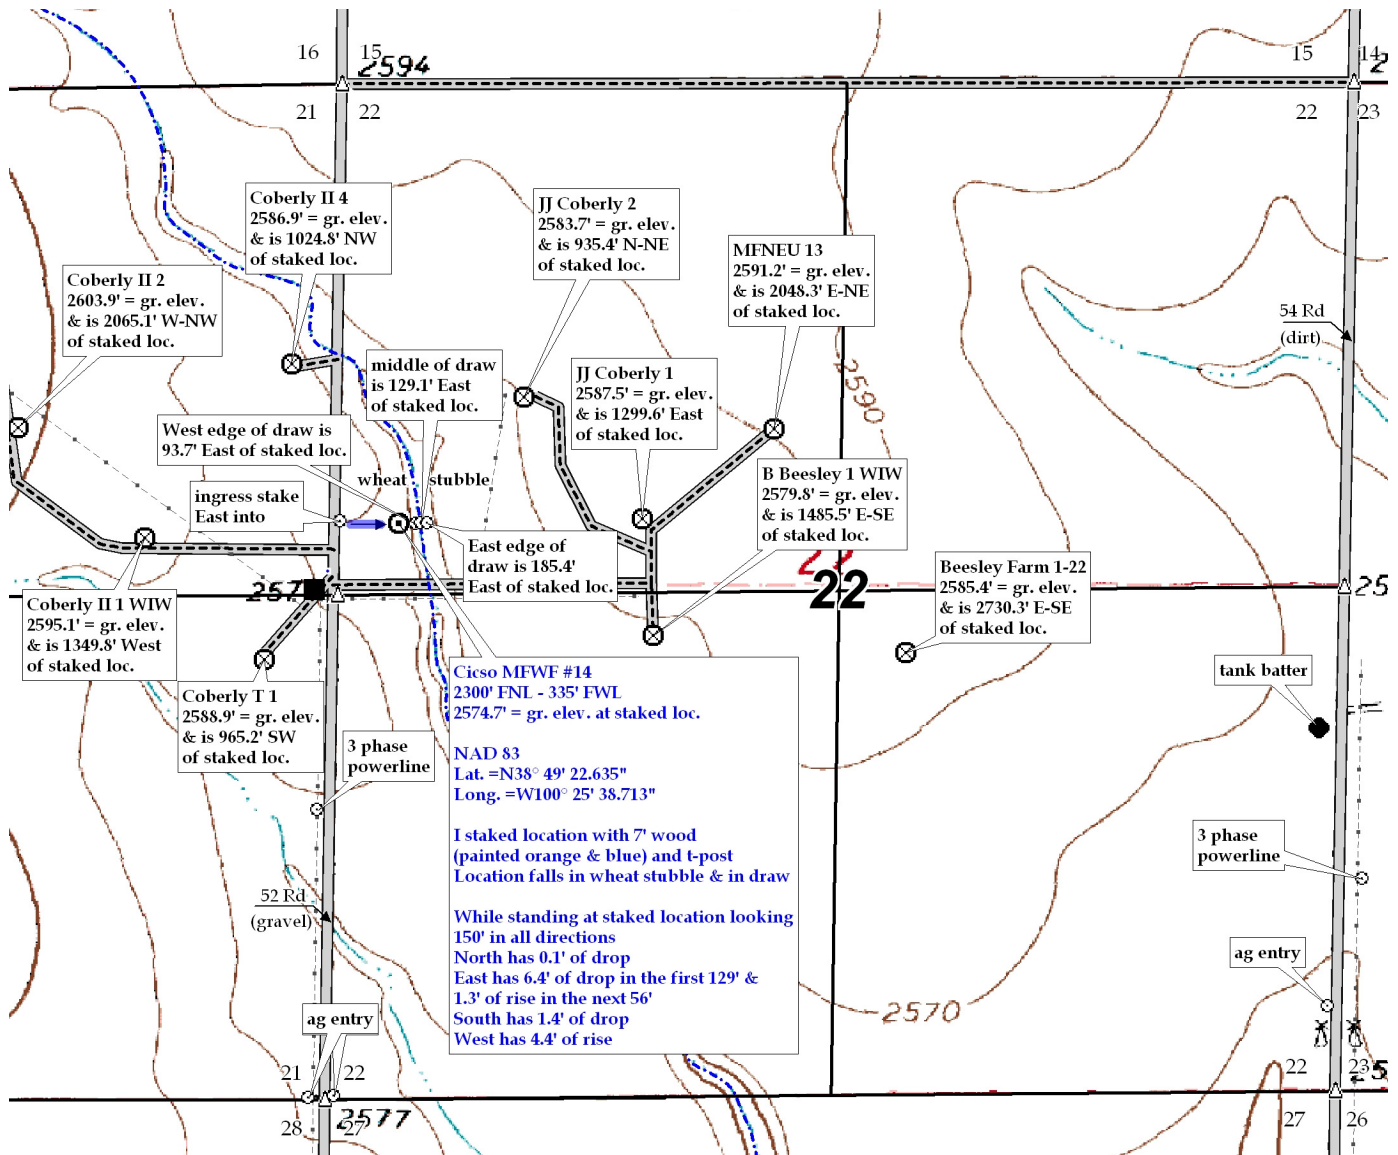 16 15
2594
21 22
15 14
22 23
Coberly II 4
2586.9' = gr. elev.
& is 1024.8' NW
of staked loc.
JJ Coberly 2
2583.7' = gr. elev.
& is 935.4' N-NE
of staked loc.
MFNEU 13
2591.2' = gr. elev.
& is 2048.3' E-NE
of staked loc.
Coberly II 2
2603.9' = gr. elev.
& is 2065.1' W-NW
of staked loc.
54 Rd
(dirt)
middle of draw
is 129.1' East
of staked loc.
JJ Coberly 1
2587.5' = gr. elev.
& is 1299.6' East
of staked loc.
2590
West edge of draw is
93.7' East of staked loc.
wheat stubble
B Beesley 1 WIW
2579.8' = gr. elev.
& is 1485.5' E-SE
of staked loc.
ingress stake
East into
East edge of
draw is 185.4'
East of staked loc.
22
Beesley Farm 1-22
2585.4' = gr. elev.
& is 2730.3' E-SE
of staked loc.
257
25
Coberly II 1 WIW
2595.1' = gr. elev.
& is 1349.8' West
of staked loc.
Coberly T 1
2588.9' = gr. elev.
& is 965.2' SW
of staked loc.
Cicso MFWF #14
2300' FNL - 335' FWL
2574.7' = gr. elev. at staked loc.
NAD 83
Lat. =N38° 49' 22.635"
Long. =W100° 25' 38.713"
I staked location with 7' wood
(painted orange & blue) and t-post
Location falls in wheat stubble & in draw
While standing at staked location looking
150' in all directions
North has 0.1' of drop
East has 6.4' of drop in the first 129' &
1.3' of rise in the next 56'
South has 1.4' of drop
West has 4.4' of rise
tank batter
3 phase
powerline
3 phase
powerline
52 Rd
(gravel)
ag entry
ag entry
2570
21 22
2577
28 27
22 23
27 26